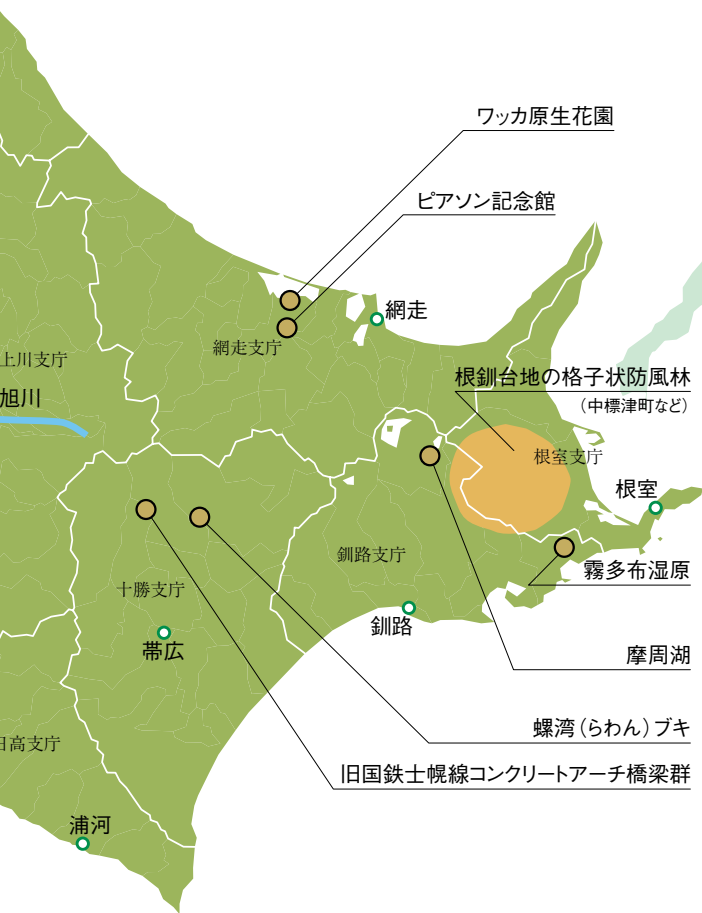 ワッカ原生花園
ピアソン記念館
網走
網走支庁
上川支庁
旭川
根釧台地の格子状防風林
（中標津町など）
根室支庁
根室
釧路支庁
霧多布湿原
十勝支庁
釧路
帯広
摩周湖
螺湾（らわん）ブキ
日高支庁
旧国鉄士幌線コンクリートアーチ橋梁群
浦河